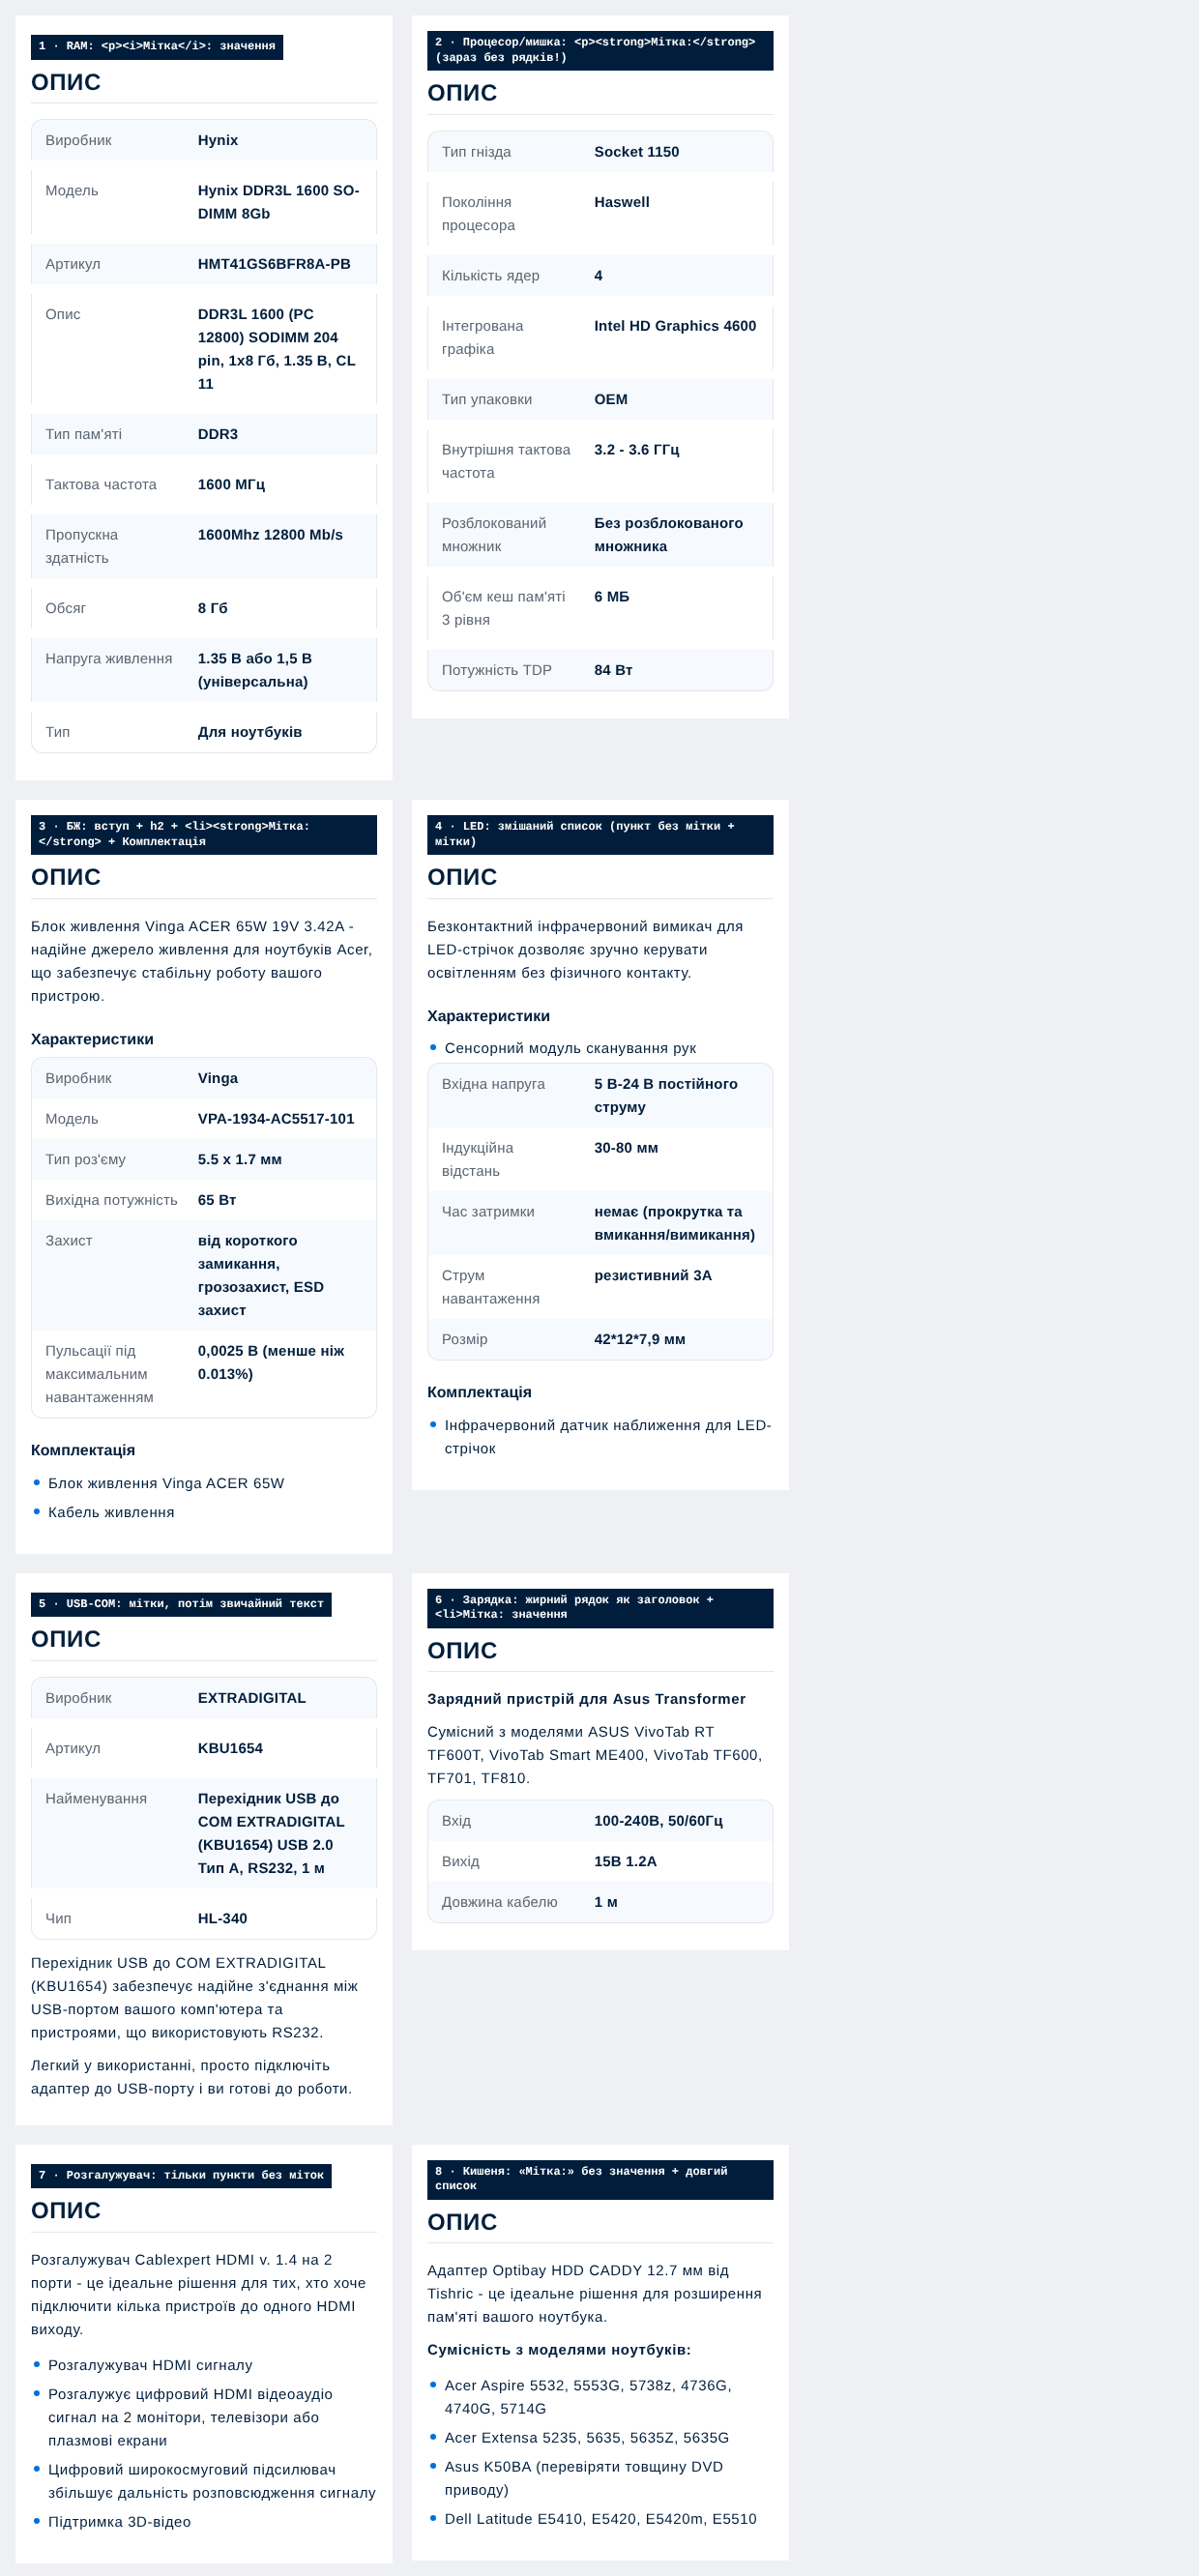 1 · RAM: <p><i>Мітка</i>: значення
ОПИС
Виробник Hynix
Модель Hynix DDR3L 1600 SO-
DIMM 8Gb
Артикул HMT41GS6BFR8A-PB
Опис DDR3L 1600 (PC
12800) SODIMM 204
pin, 1x8 Гб, 1.35 В, CL
11
Тип пам'яті DDR3
Тактова частота 1600 МГц
Пропускна 1600Mhz 12800 Mb/s
здатність
Обсяг 8 Гб
Напруга живлення 1.35 В або 1,5 В
(універсальна)
Тип Для ноутбуків
2 · Процесор/мишка: <p><strong>Мітка:</strong>
(зараз без рядків!)
ОПИС
Тип гнізда Socket 1150
Покоління Haswell
процесора
Кількість ядер 4
Інтегрована Intel HD Graphics 4600
графіка
Тип упаковки OEM
Внутрішня тактова 3.2 - 3.6 ГГц
частота
Розблокований Без розблокованого
множник множника
Об'єм кеш пам'яті 6 МБ
3 рівня
Потужність TDP 84 Вт
3 · БЖ: вступ + h2 + <li><strong>Мітка:
</strong> + Комплектація
ОПИС
Блок живлення Vinga ACER 65W 19V 3.42A -
надійне джерело живлення для ноутбуків Acer,
що забезпечує стабільну роботу вашого
пристрою.
Характеристики
Виробник Vinga
Модель VPA-1934-AC5517-101
Тип роз'єму 5.5 x 1.7 мм
Вихідна потужність 65 Вт
Захист від короткого
замикання,
грозозахист, ESD
захист
Пульсації під 0,0025 В (менше ніж
максимальним 0.013%)
навантаженням
Комплектація
Блок живлення Vinga ACER 65W
Кабель живлення
4 · LED: змішаний список (пункт без мітки +
мітки)
ОПИС
Безконтактний інфрачервоний вимикач для
LED-стрічок дозволяє зручно керувати
освітленням без фізичного контакту.
Характеристики
Сенсорний модуль сканування рук
Вхідна напруга 5 В-24 В постійного
струму
Індукційна 30-80 мм
відстань
Час затримки немає (прокрутка та
вмикання/вимикання)
Струм резистивний 3А
навантаження
Розмір 42*12*7,9 мм
Комплектація
Інфрачервоний датчик наближення для LED-
стрічок
5 · USB-COM: мітки, потім звичайний текст
ОПИС
Виробник EXTRADIGITAL
Артикул KBU1654
Найменування Перехідник USB до
COM EXTRADIGITAL
(KBU1654) USB 2.0
Тип A, RS232, 1 м
Чип HL-340
Перехідник USB до COM EXTRADIGITAL
(KBU1654) забезпечує надійне з'єднання між
USB-портом вашого комп'ютера та
пристроями, що використовують RS232.
Легкий у використанні, просто підключіть
адаптер до USB-порту і ви готові до роботи.
6 · Зарядка: жирний рядок як заголовок +
<li>Мітка: значення
ОПИС
Зарядний пристрій для Asus Transformer
Сумісний з моделями ASUS VivoTab RT
TF600T, VivoTab Smart ME400, VivoTab TF600,
TF701, TF810.
Вхід 100-240В, 50/60Гц
Вихід 15В 1.2А
Довжина кабелю 1 м
7 · Розгалужувач: тільки пункти без міток
ОПИС
Розгалужувач Cablexpert HDMI v. 1.4 на 2
порти - це ідеальне рішення для тих, хто хоче
підключити кілька пристроїв до одного HDMI
виходу.
Розгалужувач HDMI сигналу
Розгалужує цифровий HDMI відеоаудіо
сигнал на 2 монітори, телевізори або
плазмові екрани
Цифровий широкосмуговий підсилювач
збільшує дальність розповсюдження сигналу
Підтримка 3D-відео
8 · Кишеня: «Мітка:» без значення + довгий
список
ОПИС
Адаптер Optibay HDD CADDY 12.7 мм від
Tishric - це ідеальне рішення для розширення
пам'яті вашого ноутбука.
Сумісність з моделями ноутбуків:
Acer Aspire 5532, 5553G, 5738z, 4736G,
4740G, 5714G
Acer Extensa 5235, 5635, 5635Z, 5635G
Asus K50BA (перевіряти товщину DVD
приводу)
Dell Latitude E5410, E5420, E5420m, E5510